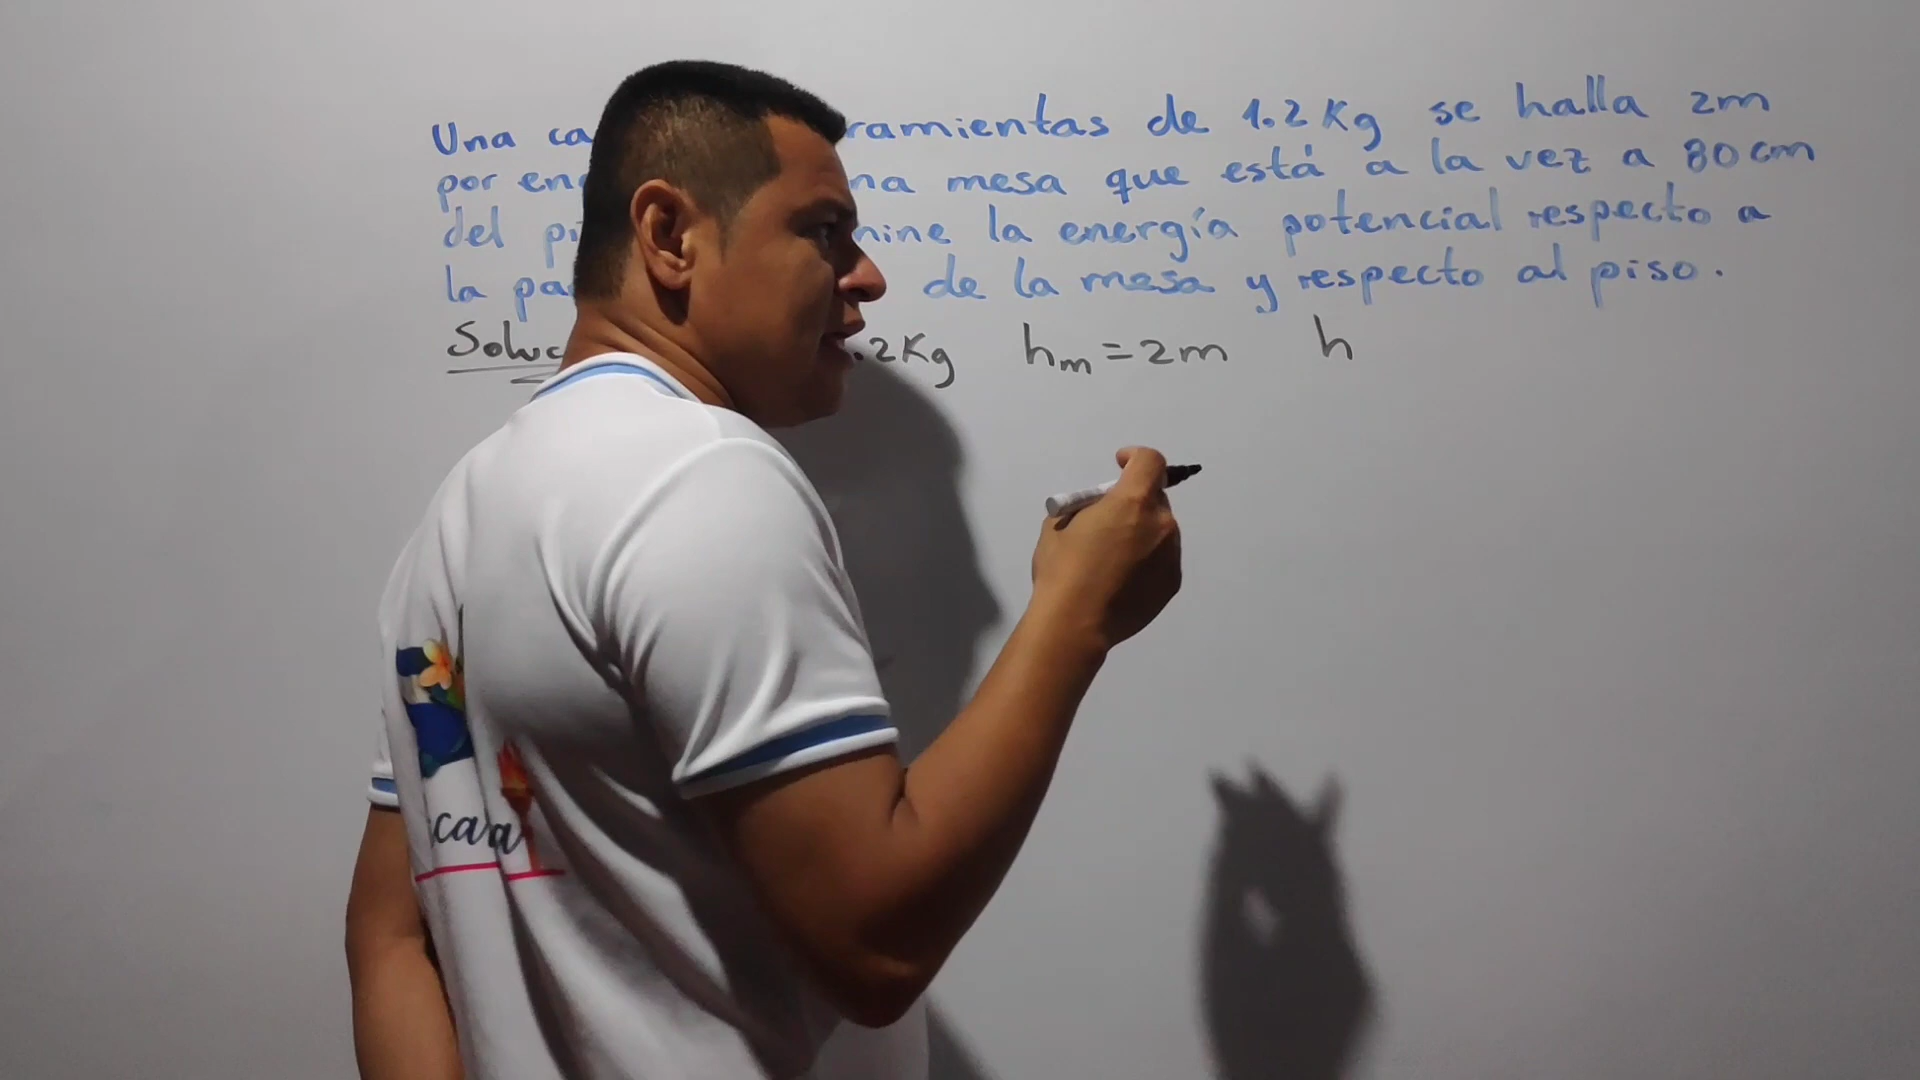 Una ca ramientas de 1.2 Kg se halla 2m
por en na mesa que está a la vez a 80 cm
del pi mine la energía potencial respecto a
la pa de la mesa y respecto al piso.
Soluc .2Kg hm = 2m h